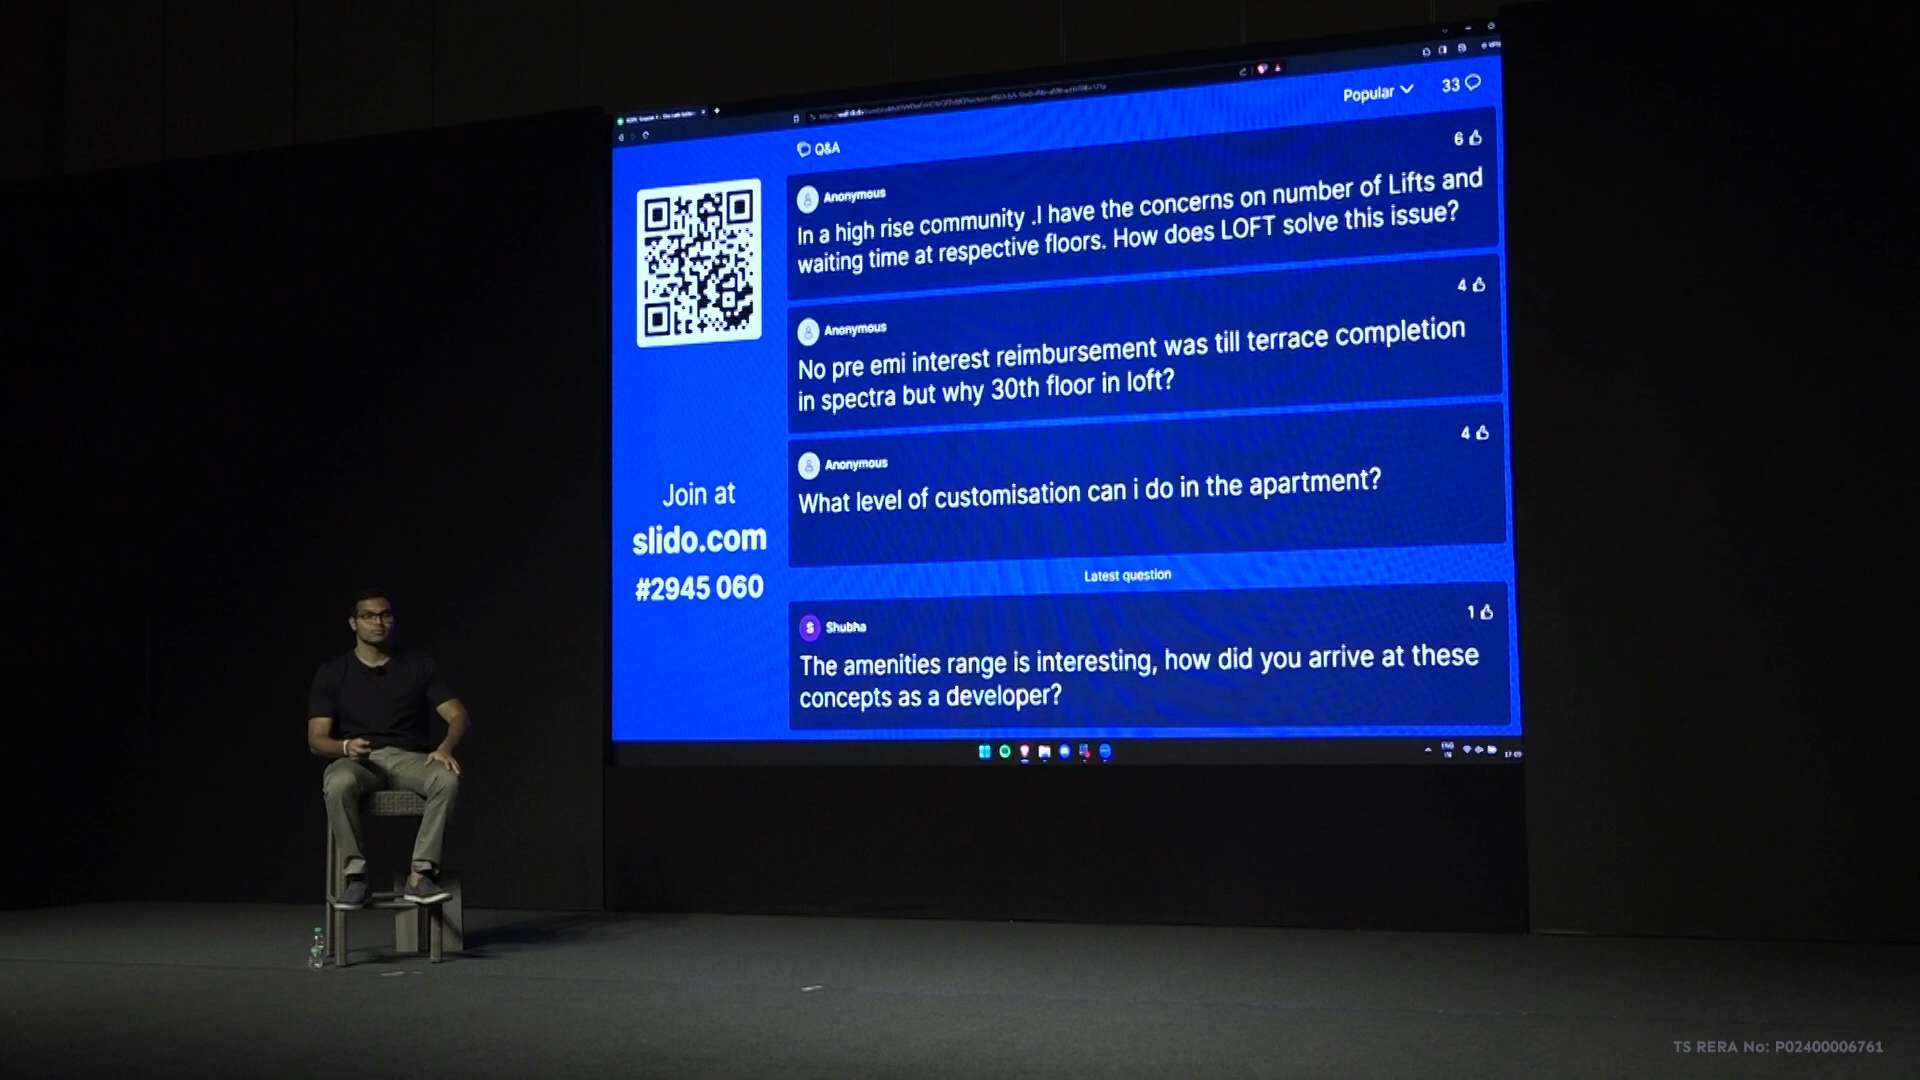 Popular
33
Q&A
6
Anonymous
In a high rise community .I have the concerns on number of Lifts and
waiting time at respective floors. How does LOFT solve this issue?
4
Anonymous
No pre emi interest reimbursement was till terrace completion
in spectra but why 30th floor in loft?
4
Anonymous
What level of customisation can i do in the apartment?
Latest question
1
S
Shubha
The amenities range is interesting, how did you arrive at these
concepts as a developer?
Join at
slido.com
#2945 060
ENG
IN
TS RERA No: P02400006761